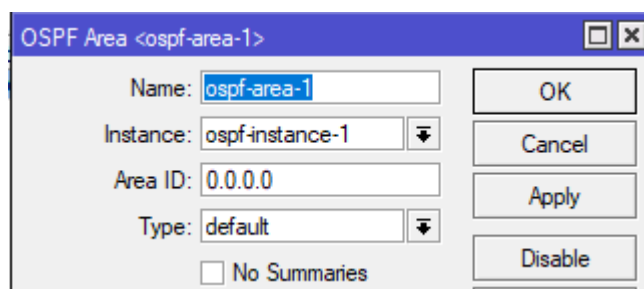 OSPF Area <ospf-area-1>
Name: ospf-area-1
OK
Instance: ospf-instance-1
Cancel
Area ID: 0.0.0.0
Apply
Type: default
Disable
No Summaries